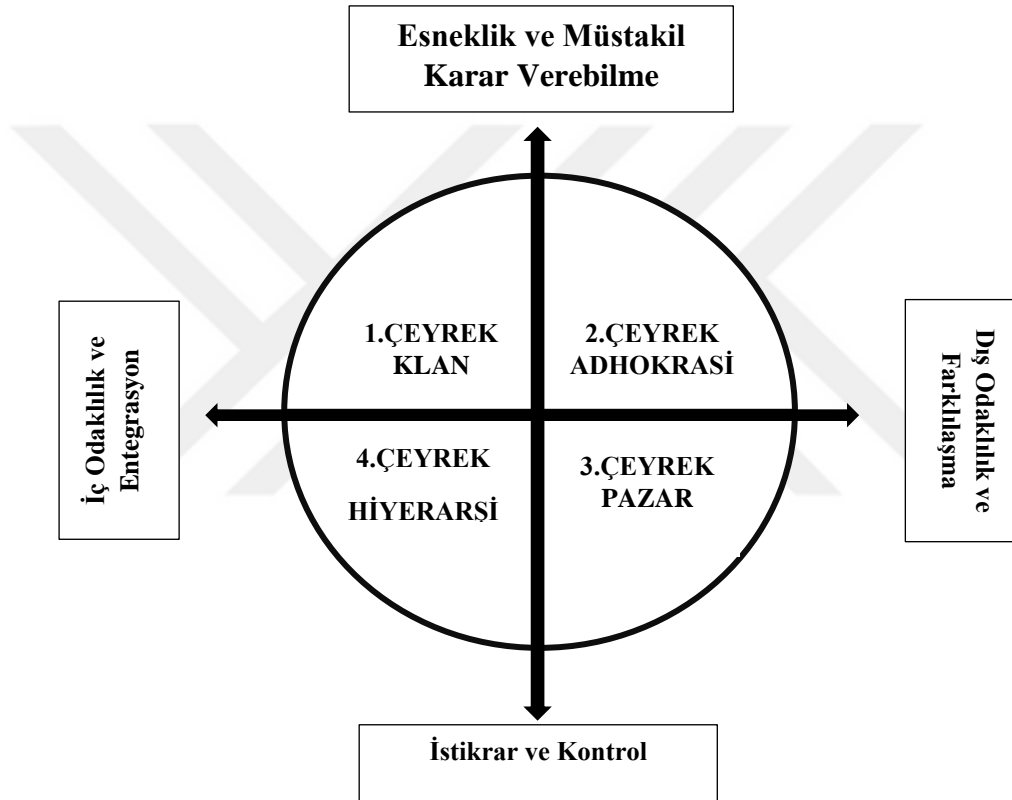 Esneklik ve Müstakil
Karar Verebilme
İç Odaklılık ve
Entegrasyon
1.ÇEYREK
KLAN
2.ÇEYREK
ADHOKRASİ
4.ÇEYREK
HİYERARŞİ
3.ÇEYREK
PAZAR
Dış Odaklılık ve
Farklılaşma
İstikrar ve Kontrol